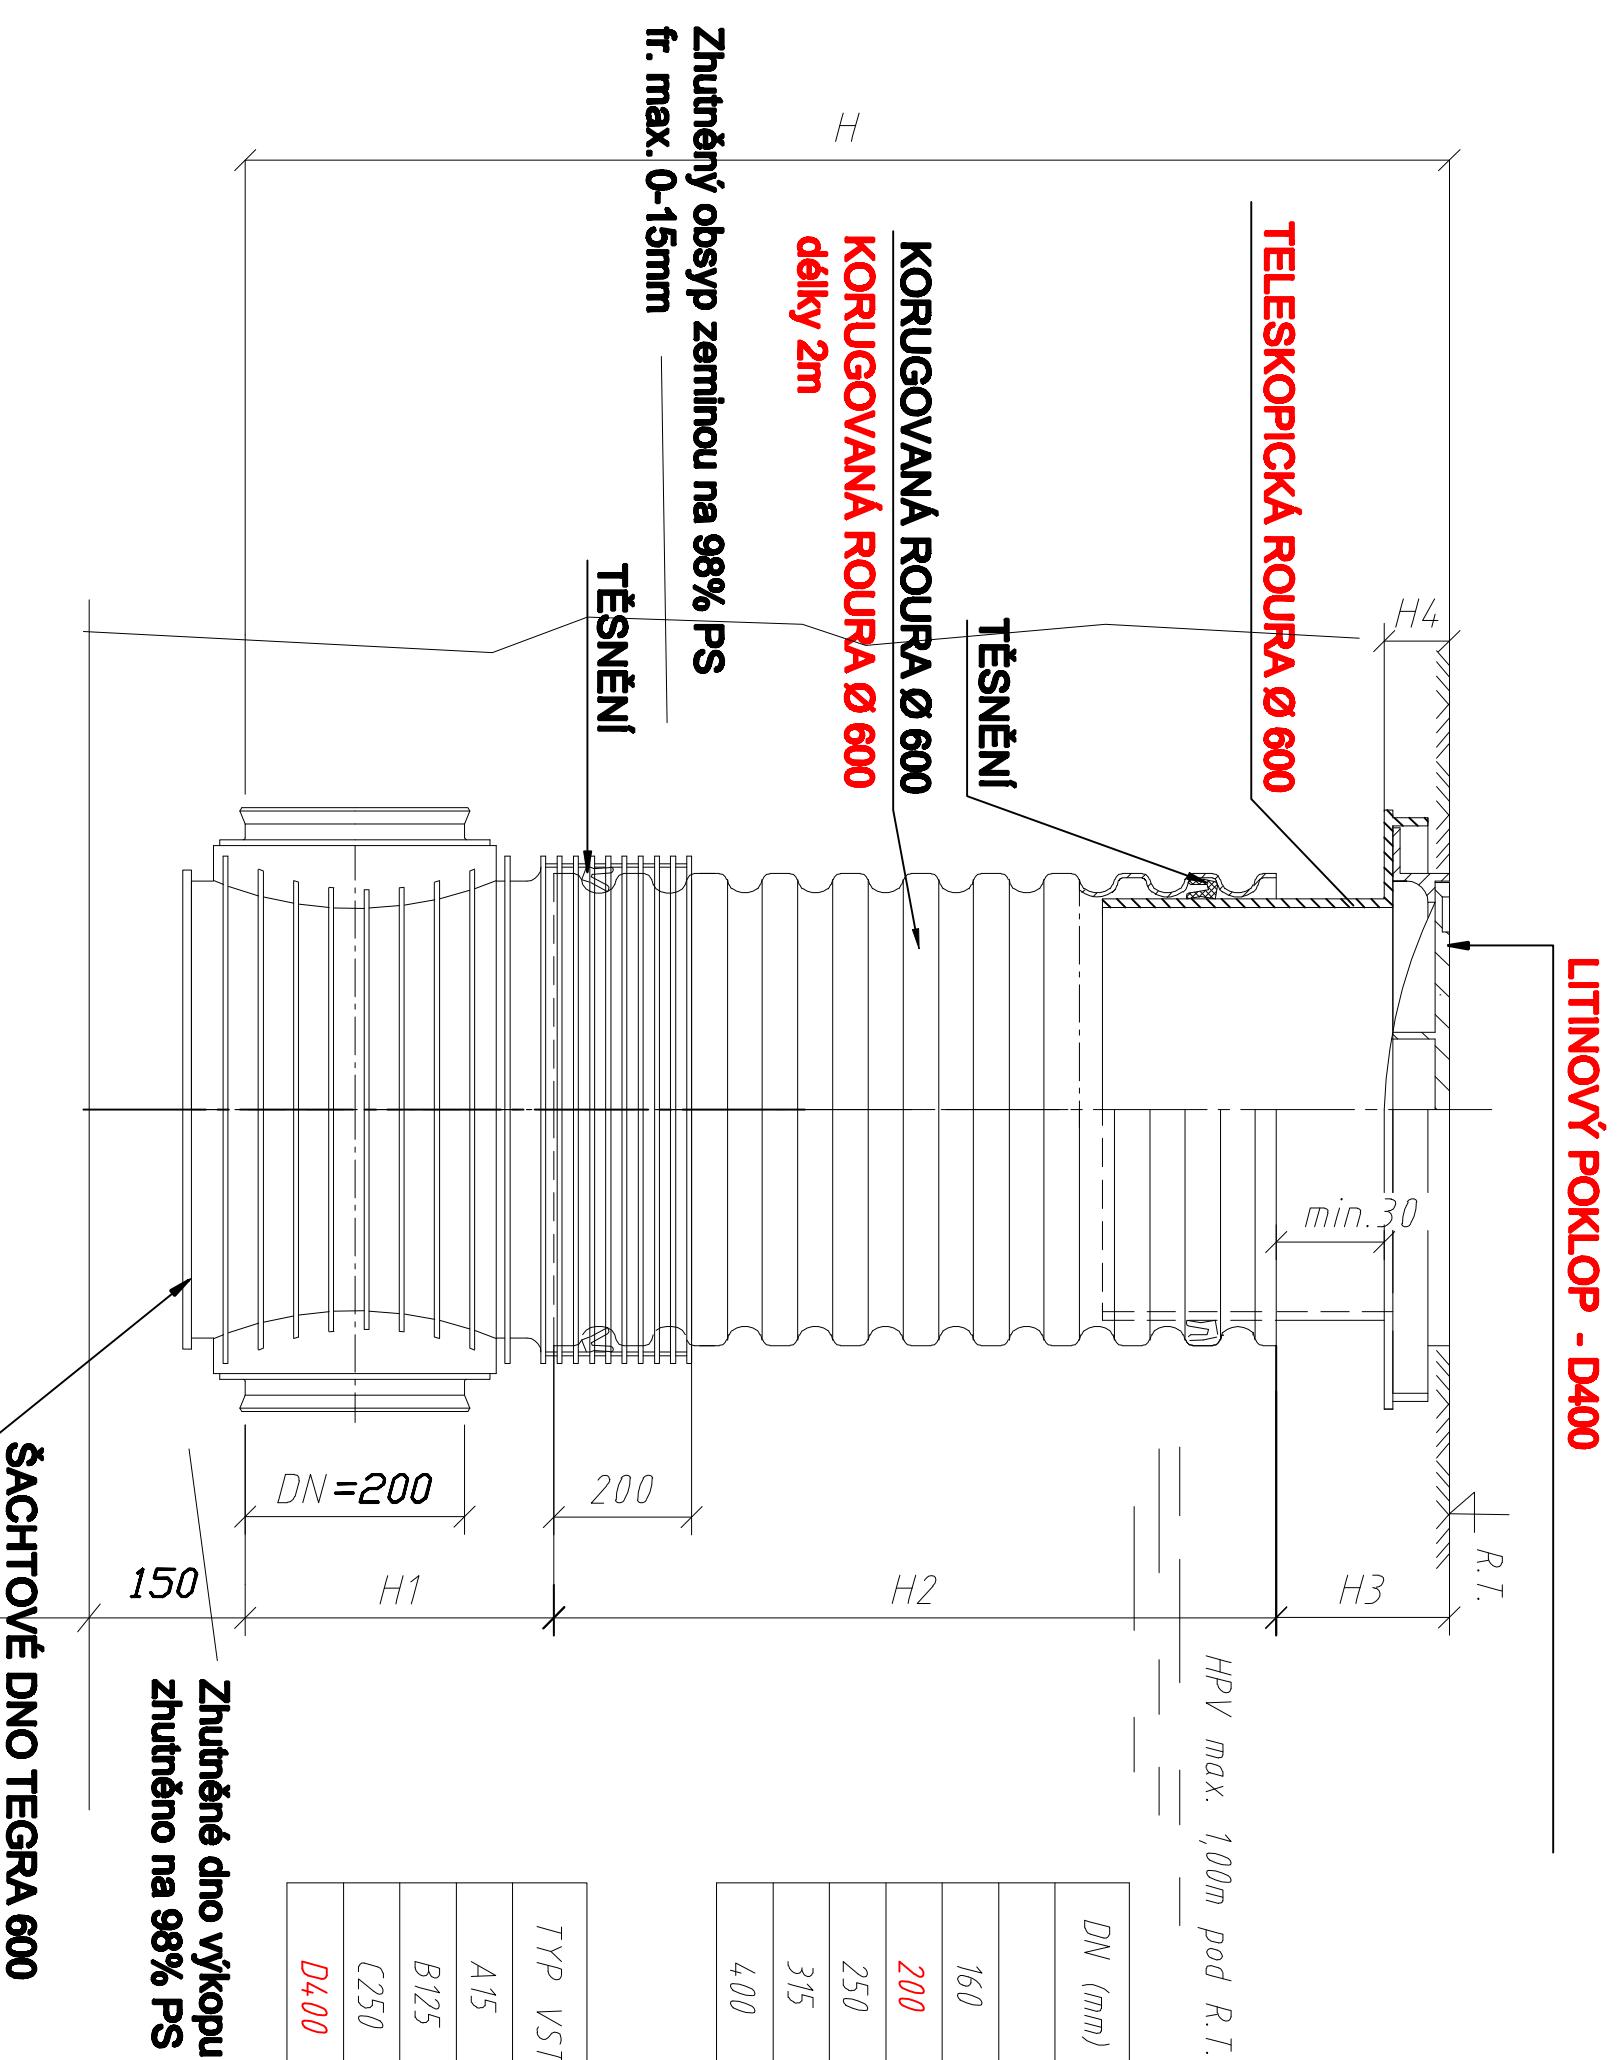 LITINOVÝ POKLOP - D400
R.T.
TELESKOPICKÁ ROURA Ø 600
H4
min.30
H3
HPV max. 1,00m pod R.T.
TĚSNĚNÍ
KORUGOVANÁ ROURA Ø 600
KORUGOVANÁ ROURA Ø 600
délky 2m
H
H2
Zhutněný obsyp zeminou na 98% PS
fr. max. 0-15mm
TĚSNĚNÍ
200
DN =200
H1
150
DN (mm)
160
200
250
315
400
A15
B125
C250
D400
TYP
Zhutněné dno výkopu
zhutněno na 98% PS
ŠACHTOVÉ DNO TEGRA 600